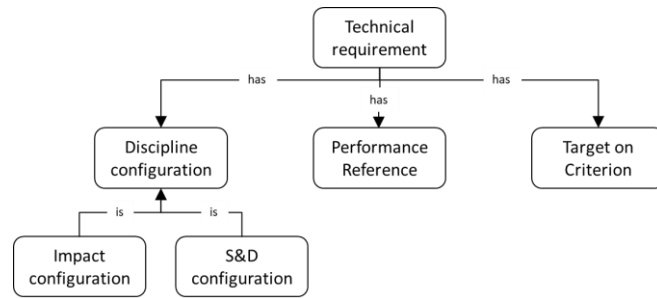 Technical
requirement
has
has
has
Discipline
configuration
Performance
Reference
Target on
Criterion
is
is
Impact
configuration
S&D
configuration